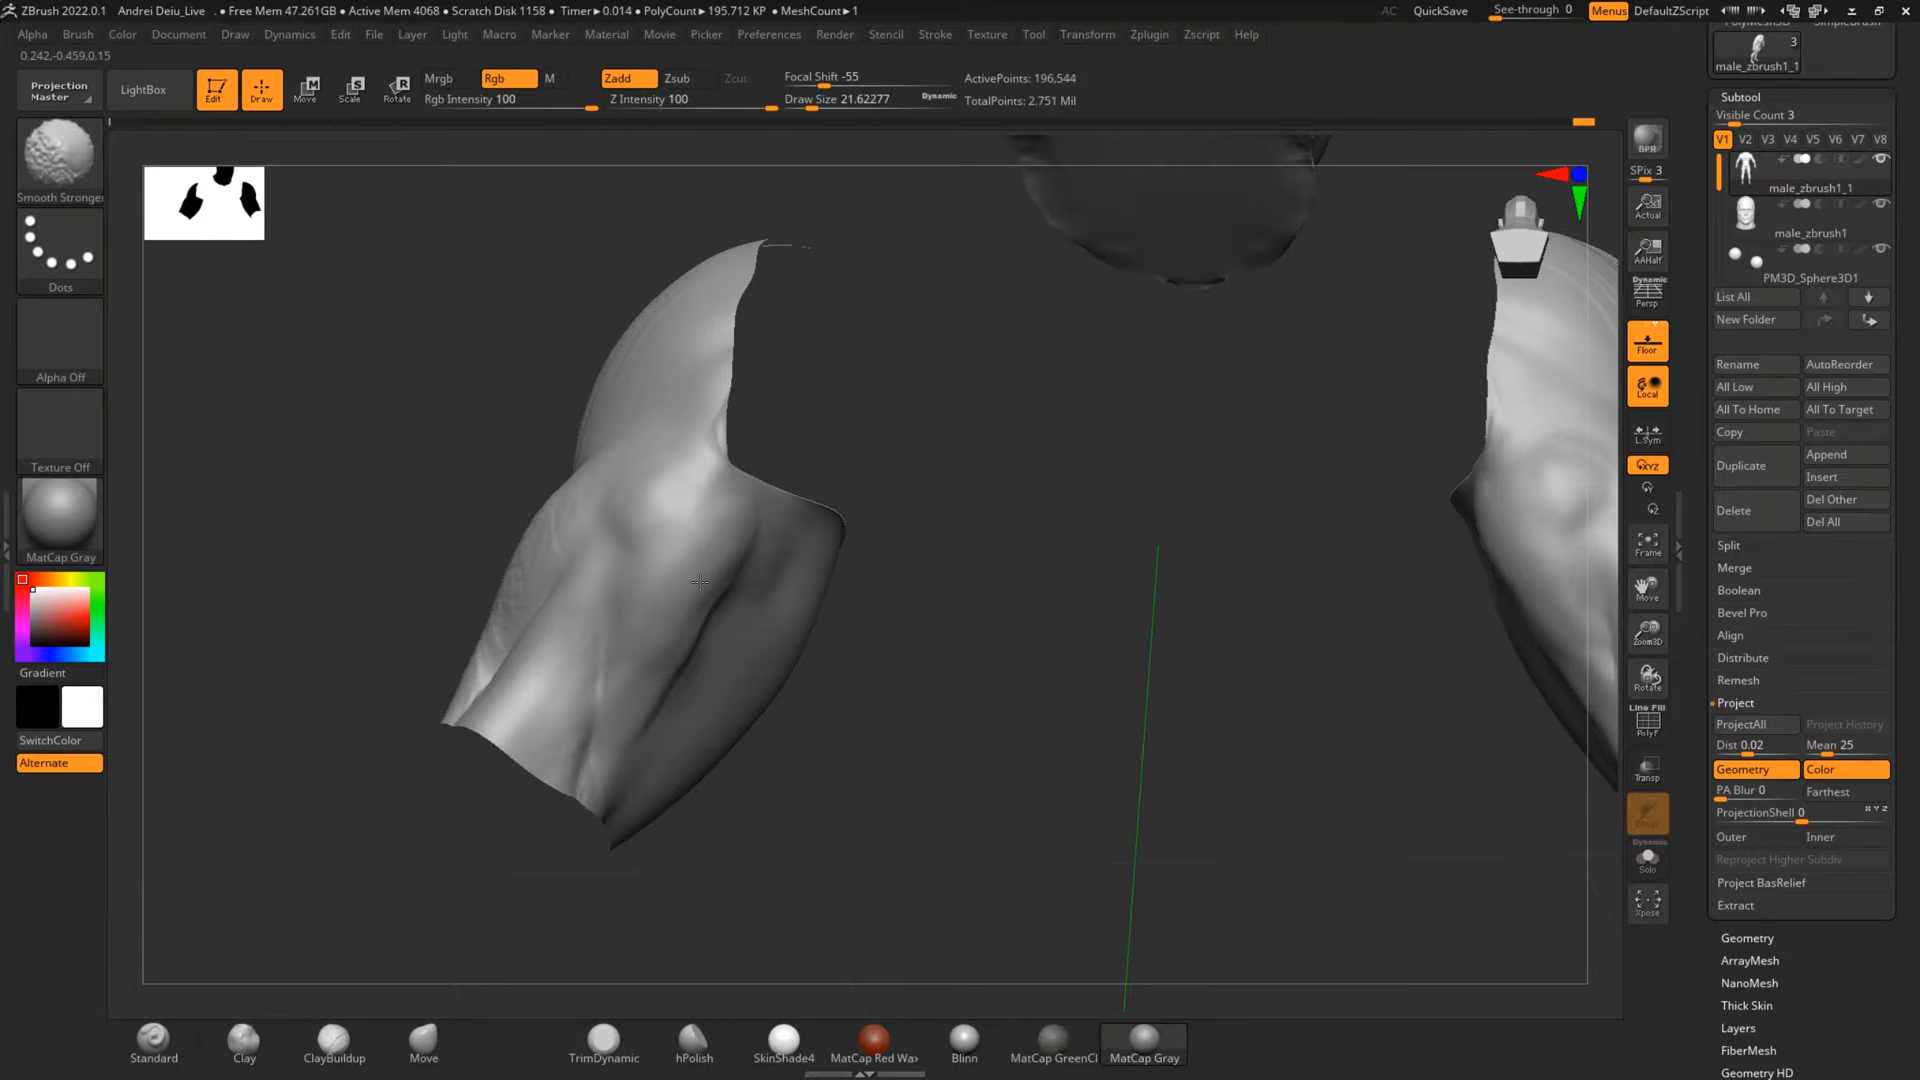 ZBrush 2022.0.1 Andrei Deiu_Live • Free Mem 47.261GB • Active Mem 4068 • Scratch Disk 1158 • Timer▸0.014 • PolyCount▸195.712 KP • MeshCount▸1 AC QuickSave See-through 0 Menus DefaultZScript
Alpha Brush Color Document Draw Dynamics Edit File Layer Light Macro Marker Material Movie Picker Preferences Render Stencil Stroke Texture Tool Transform Zplugin Zscript Help
0.242,-0.459,0.15
Projection Master
LightBox
Edit
Draw
Move
Scale
Rotate
Mrgb Rgb M
Rgb Intensity 100
Zadd Zsub Zcut
Z Intensity 100
Focal Shift -55
Draw Size 21.62277
Dynamic
ActivePoints: 196,544
TotalPoints: 2.751 Mil
Smooth Stronger
Dots
Alpha Off
Texture Off
MatCap Gray
Gradient
SwitchColor
Alternate
BPR
SPix 3
Actual
AAHalf
Dynamic
Persp
Floor
Local
L.Sym
XYZ
Frame
Move
Zoom3D
Rotate
Line Fill
PolyF
Transp
Dynamic
Solo
Xpose
3
male_zbrush1_1
Subtool
Visible Count 3
V1 V2 V3 V4 V5 V6 V7 V8
male_zbrush1_1
male_zbrush1
PM3D_Sphere3D1
List All
New Folder
Rename AutoReorder
All Low All High
All To Home All To Target
Copy Paste
Duplicate Append
Insert
Delete Del Other
Del All
Split
Merge
Boolean
Bevel Pro
Align
Distribute
Remesh
Project
ProjectAll Project History
Dist 0.02 Mean 25
Geometry Color
PA Blur 0 Farthest
ProjectionShell 0
Outer Inner
Reproject Higher Subdiv
Project BasRelief
Extract
Geometry
ArrayMesh
NanoMesh
Thick Skin
Layers
FiberMesh
Geometry HD
Standard Clay ClayBuildup Move TrimDynamic hPolish SkinShade4 MatCap Red Wax Blinn MatCap GreenCl MatCap Gray